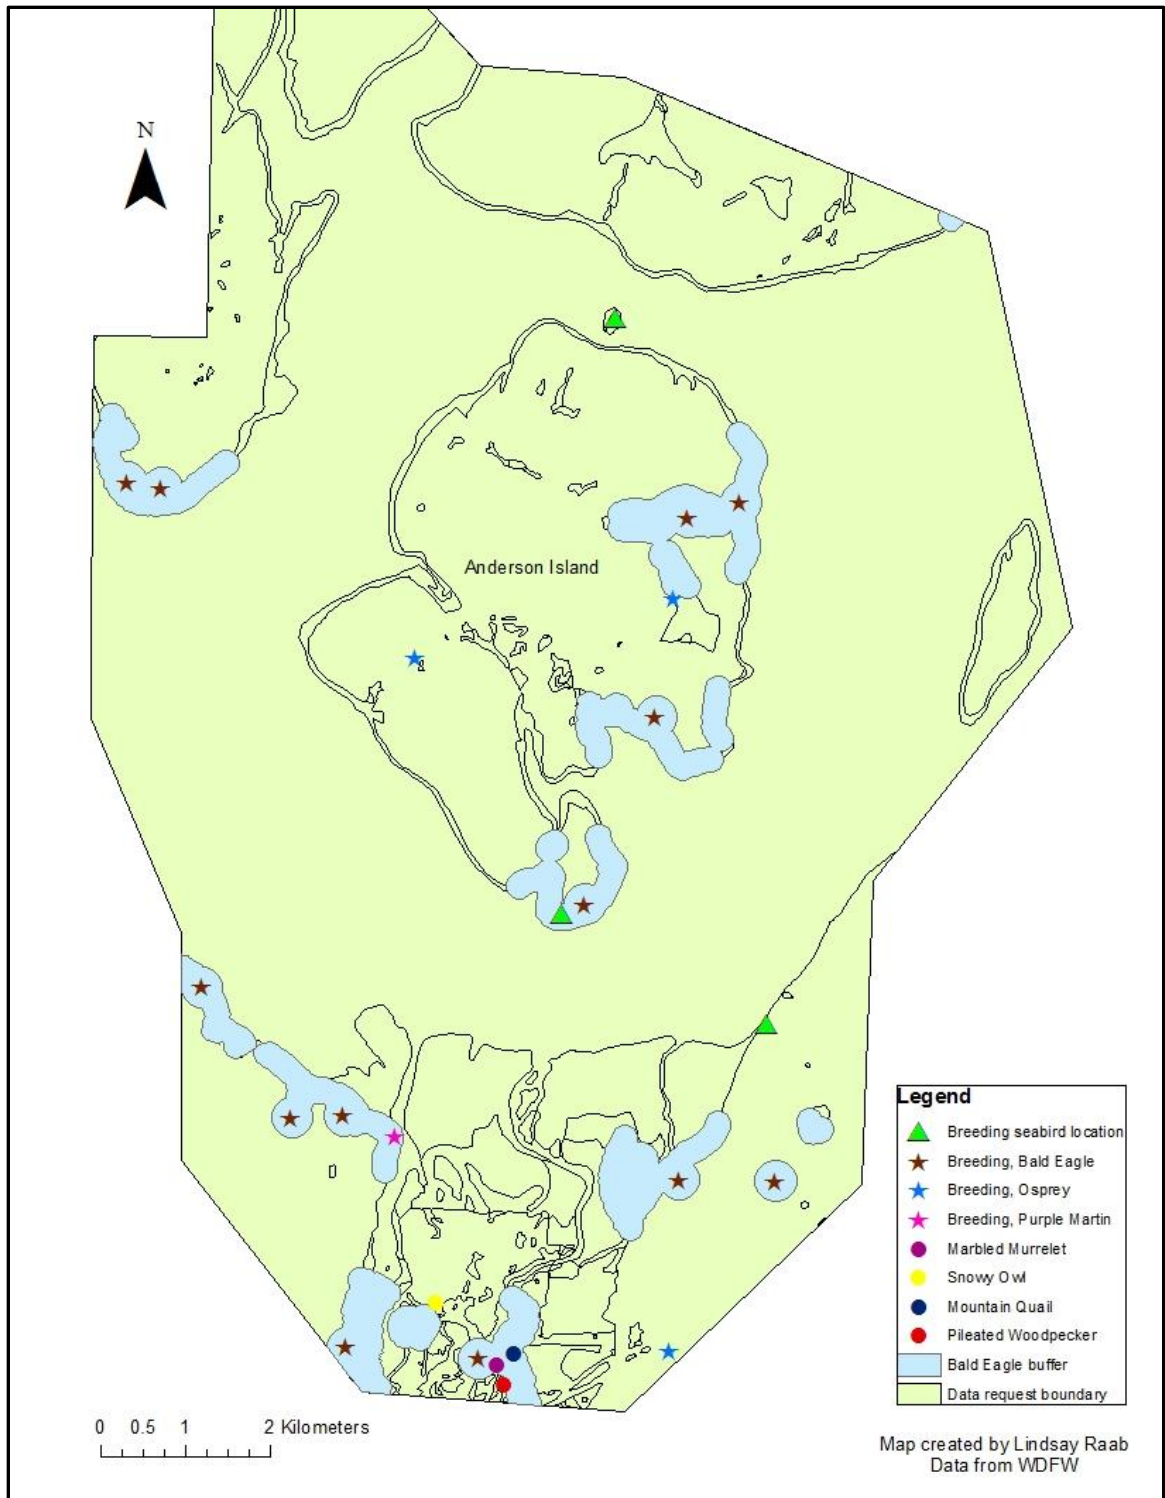 N
Anderson Island
Legend
Breeding seabird location
Breeding, Bald Eagle
Breeding, Osprey
Breeding, Purple Martin
Marbled Murrelet
Snowy Owl
Mountain Quail
Pileated Woodpecker
Bald Eagle buffer
Data request boundary
0 0.5 1 2 Kilometers
Map created by Lindsay Raab
Data from WDFW